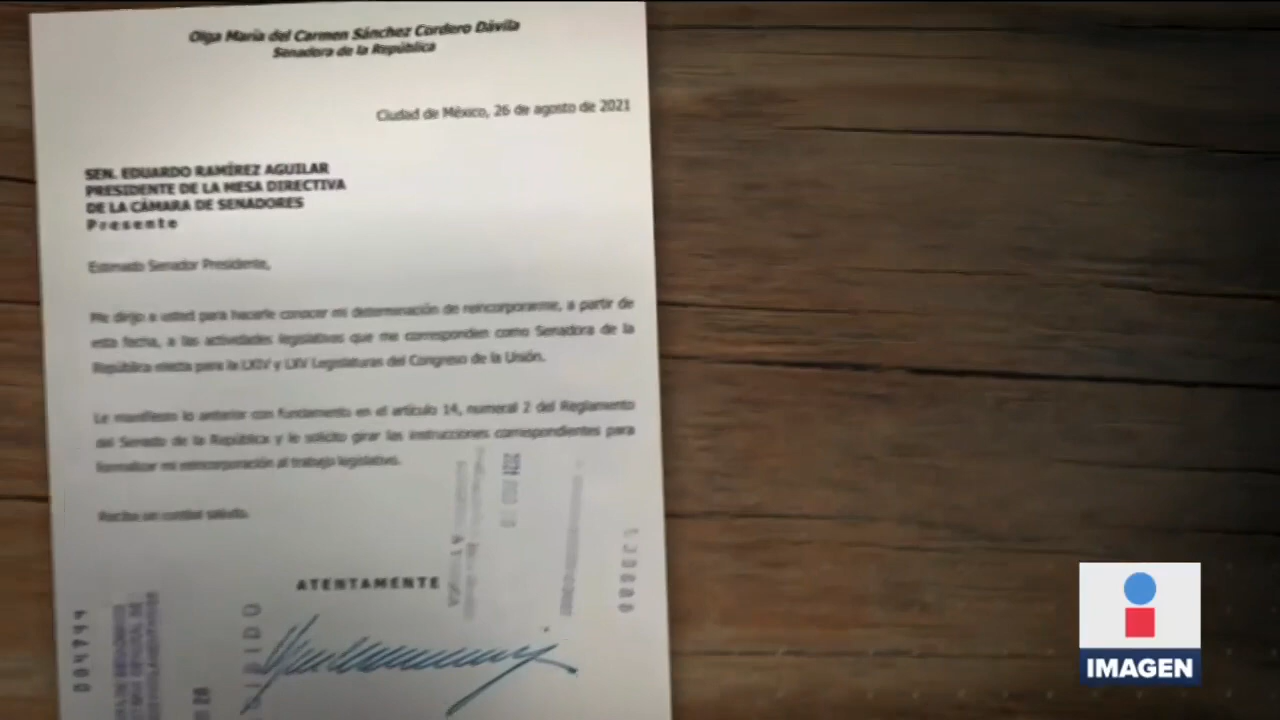 Olga María del Carmen Sánchez Cordero Dávila
Senadora de la República
Ciudad de México, 26 de agosto de 2021
SEN. EDUARDO RAMÍREZ AGUILAR
PRESIDENTE DE LA MESA DIRECTIVA
DE LA CÁMARA DE SENADORES
Presente
Estimado Senador Presidente,
Me dirijo a usted para hacerle conocer mi determinación de reincorporarme, a partir de
esta fecha, a las actividades legislativas que me corresponden como Senadora de la
República electa para la LXIV y LXV Legislaturas del Congreso de la Unión.
Le manifiesto lo anterior con fundamento en el artículo 14, numeral 2 del Reglamento
del Senado de la República y le solicito girar las instrucciones correspondientes para
formalizar mi reincorporación al trabajo legislativo.
Reciba un cordial saludo.
ATENTAMENTE
004744
IMAGEN